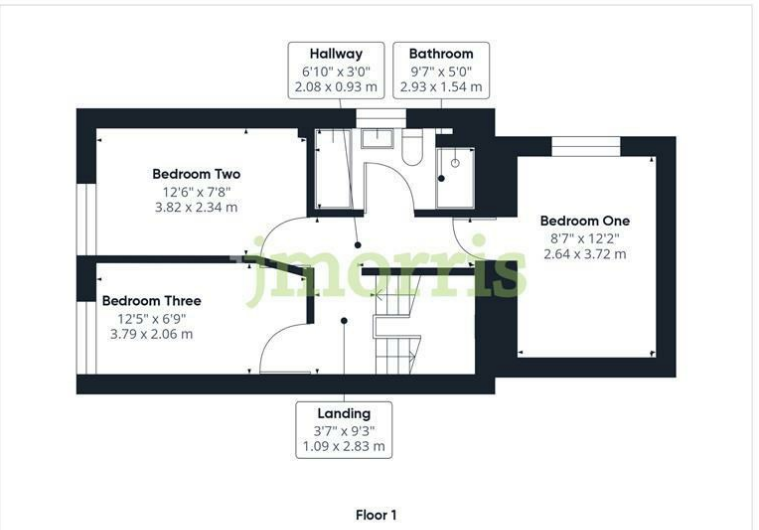 Hallway
6'10" x 3'0"
2.08 x 0.93 m
Bathroom
9'7" x 5'0"
2.93 x 1.54 m
Bedroom Two
12'6" x 7'8"
3.82 x 2.34 m
Bedroom One
8'7" x 12'2"
2.64 x 3.72 m
jjmorris
Bedroom Three
12'5" x 6'9"
3.79 x 2.06 m
Landing
3'7" x 9'3"
1.09 x 2.83 m
Floor 1